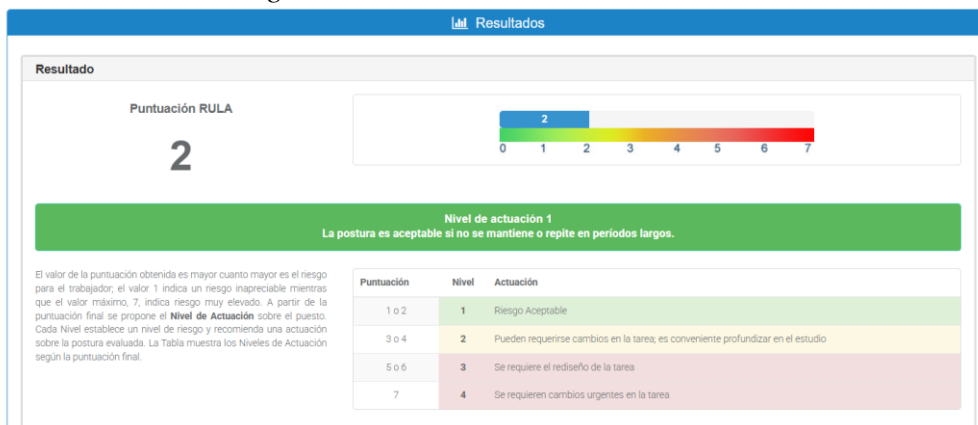 Resultados
Resultado
Puntuación RULA
2
2
0 1 2 3 4 5 6 7
Nivel de actuación 1
La postura es aceptable si no se mantiene o repite en períodos largos.
El valor de la puntuación obtenida es mayor cuanto mayor es el riesgo
para el trabajador; el valor 1 indica un riesgo inapreciable mientras
que el valor máximo, 7, indica riesgo muy elevado. A partir de la
puntuación final se propone el Nivel de Actuación sobre el puesto.
Cada Nivel establece un nivel de riesgo y recomienda una actuación
sobre la postura evaluada. La Tabla muestra los Niveles de Actuación
según la puntuación final.
Puntuación Nivel Actuación
1 o 2 1 Riesgo Aceptable
3 o 4 2 Pueden requerirse cambios en la tarea; es conveniente profundizar en el estudio
5 o 6 3 Se requiere el rediseño de la tarea
7 4 Se requieren cambios urgentes en la tarea